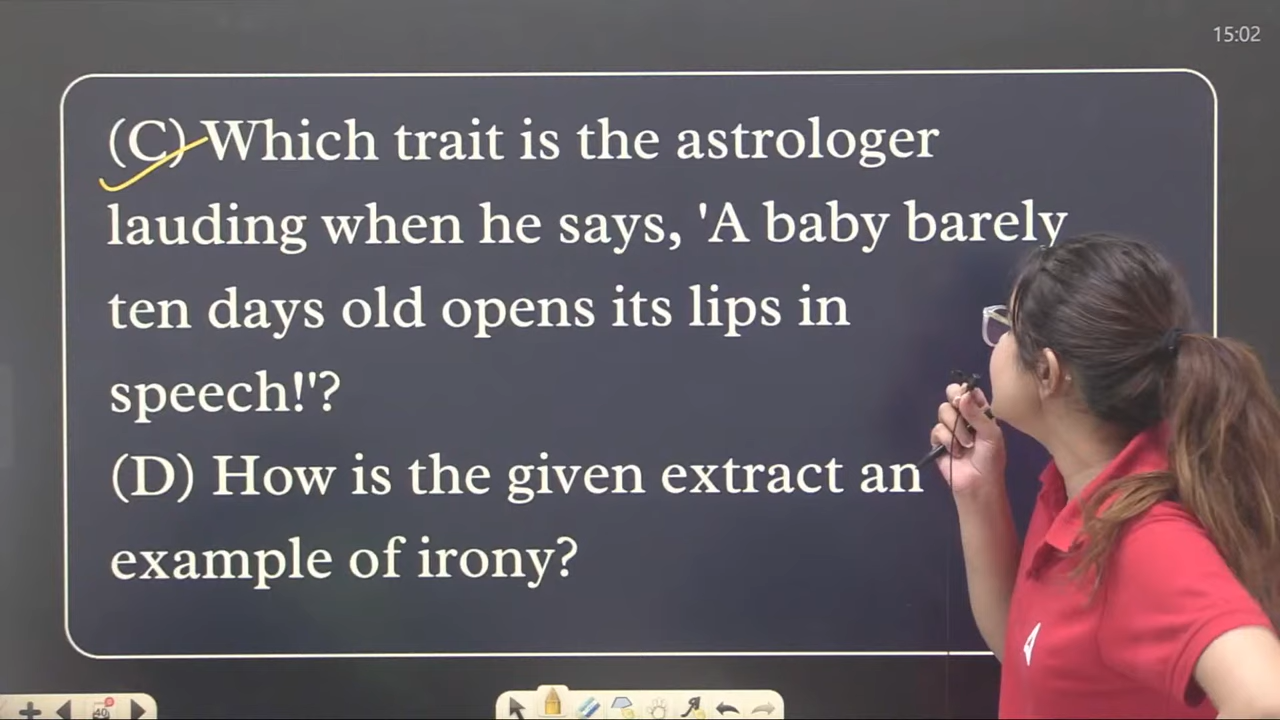 15:02
(C) Which trait is the astrologer
lauding when he says, 'A baby barely
ten days old opens its lips in
speech!'?
(D) How is the given extract an
example of irony?
40